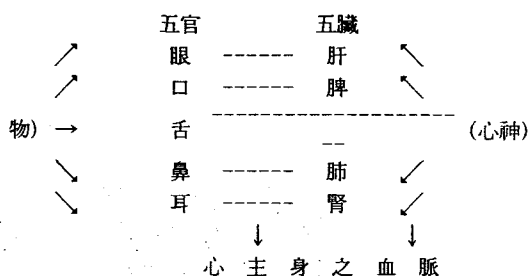 五官 五臟
眼 肝
口 脾
物) 舌 (心神)
鼻 肺
耳 腎
心主身之血脈